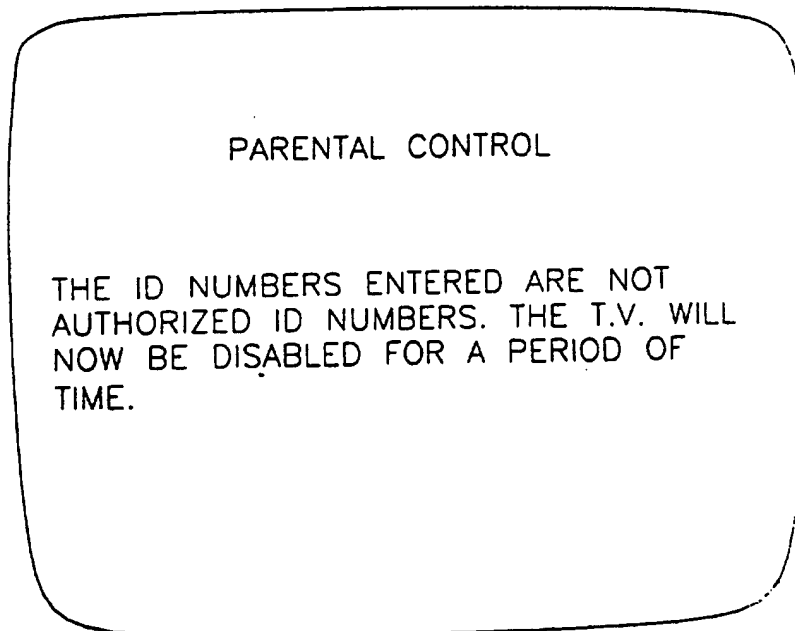 PARENTAL CONTROL
THE ID NUMBERS ENTERED ARE NOT
AUTHORIZED ID NUMBERS. THE T.V. WILL
NOW BE DISABLED FOR A PERIOD OF
TIME.